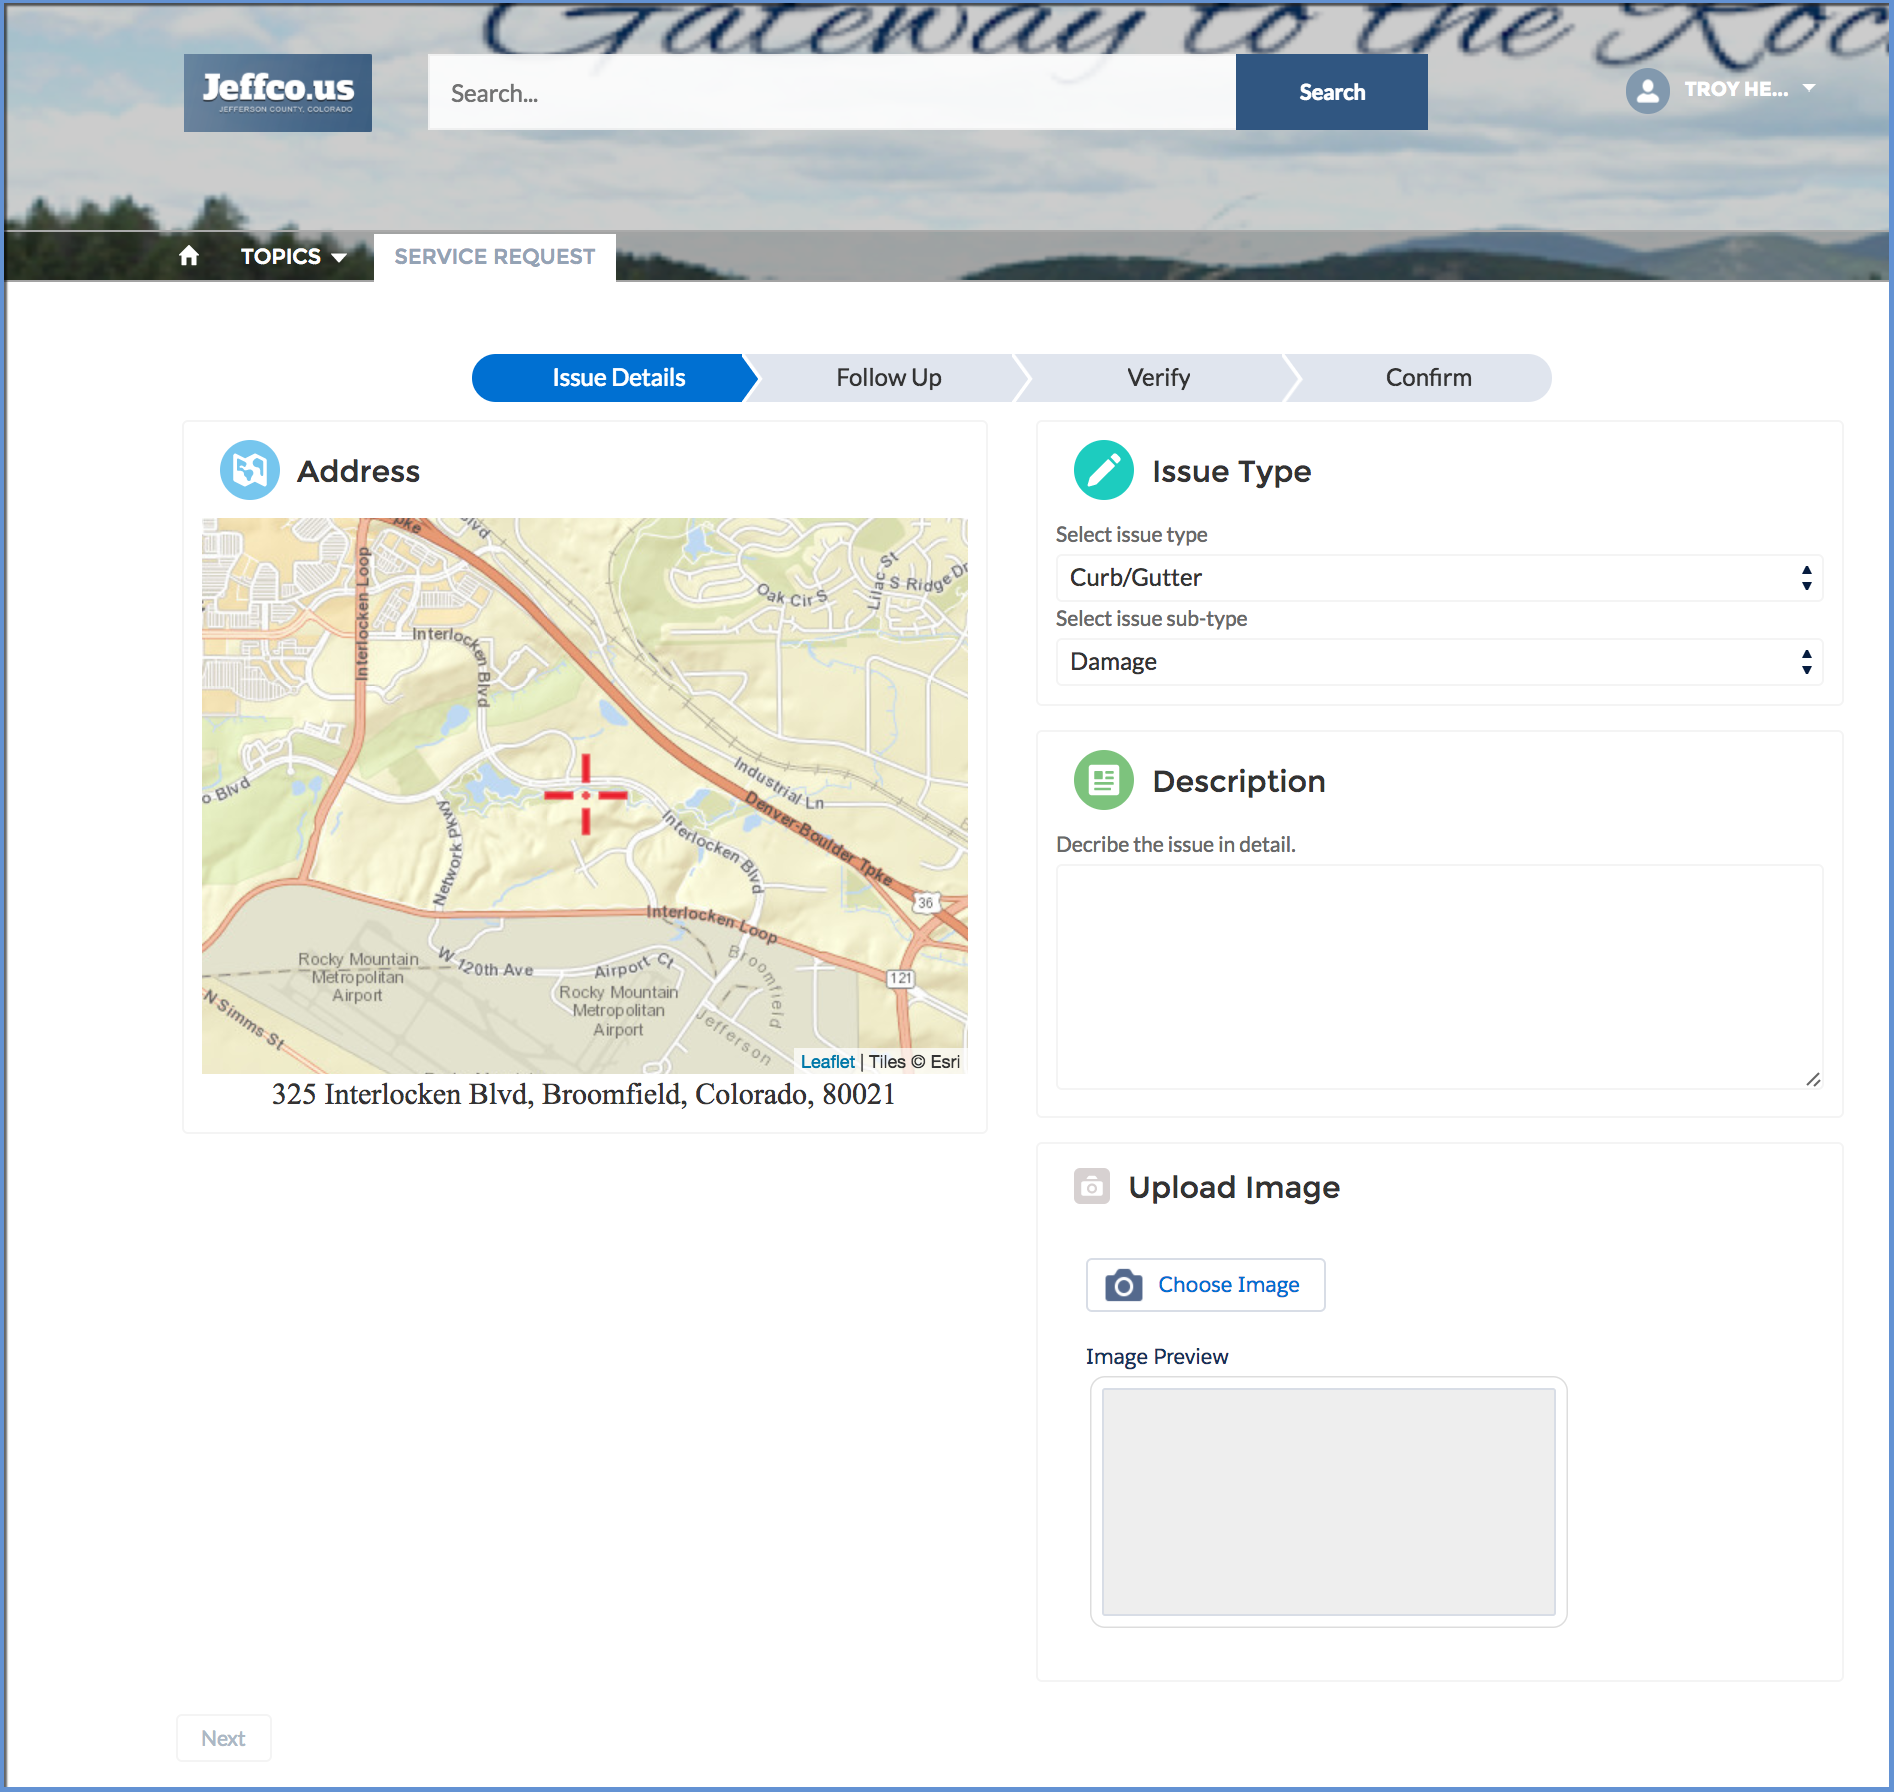 Gateway to the
Jeffco.us
JEFFERSON COUNTY, COLORADO
Search...
Search
TROY HE...
TOPICS
SERVICE REQUEST
Issue Details
Follow Up
Verify
Confirm
Address
Interlocken Loop
Interlocken Blvd
Oak Cir S
Lilac St
S Ridge Dr
Industrial Ln
Denver-Boulder Tpke
Interlocken Blvd
Network Pkwy
o Blvd
36
Interlocken Loop
121
Rocky Mountain
Metropolitan
Airport
W 120th Ave
Airport Ct
Rocky Mountain
Metropolitan
Airport
Broomfield
Jefferson
N Simms St
Leaflet | Tiles © Esri
325 Interlocken Blvd, Broomfield, Colorado, 80021
Issue Type
Select issue type
Curb/Gutter
Select issue sub-type
Damage
Description
Decribe the issue in detail.
Upload Image
Choose Image
Image Preview
Next